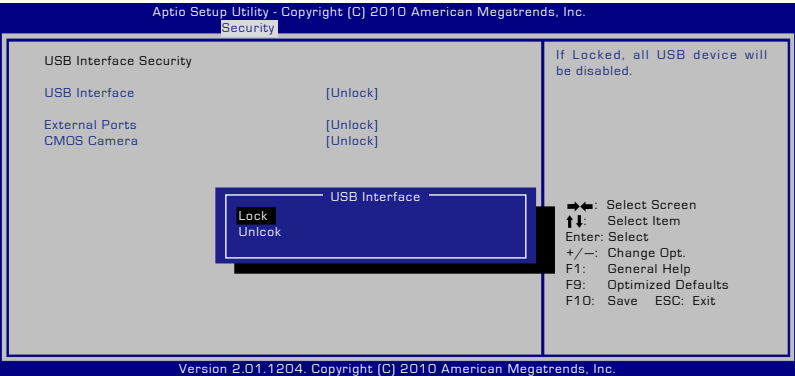 Aptio Setup Utility - Copyright (C) 2010 American Megatrends, Inc.
Security
USB Interface Security
USB Interface [Unlock]
External Ports [Unlock]
CMOS Camera [Unlock]
USB Interface
Lock
Unlcok
If Locked, all USB device will
be disabled.
→←: Select Screen
↑↓: Select Item
Enter: Select
+/—: Change Opt.
F1: General Help
F9: Optimized Defaults
F10: Save ESC: Exit
Version 2.01.1204. Copyright (C) 2010 American Megatrends, Inc.